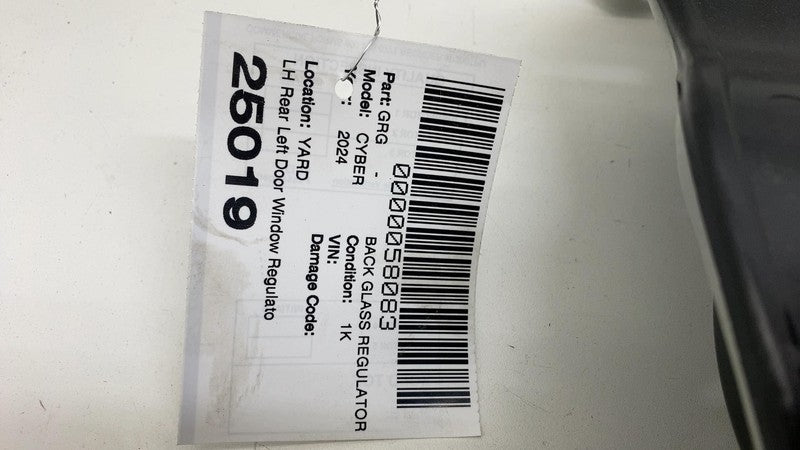 0000058083
Part: GRG - BACK GLASS REGULATOR
Model: CYBER Condition: 1K
2024 VIN:
Damage Code:
Location: YARD
LH Rear Left Door Window Regulato
25019